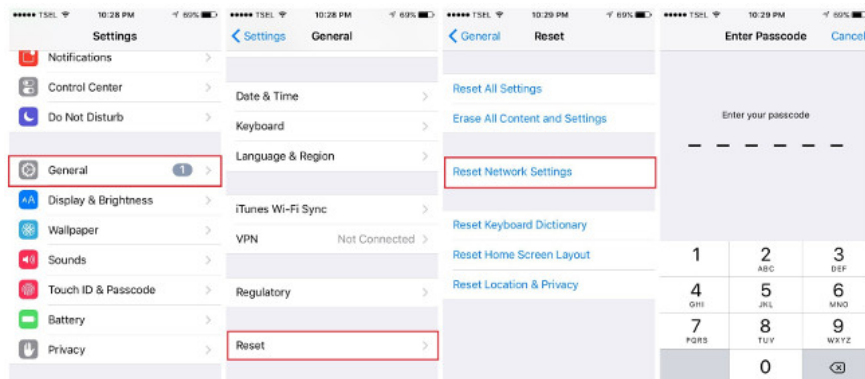 TSEL 10:28 PM 69%
Settings
Notifications
Control Center
Do Not Disturb
General 1
Display & Brightness
AA
Wallpaper
Sounds
Touch ID & Passcode
Battery
Privacy
TSEL 10:28 PM 69%
Settings General
Date & Time
Keyboard
Language & Region
iTunes Wi-Fi Sync
VPN Not Connected
Regulatory
Reset
TSEL 10:29 PM 69%
General Reset
Reset All Settings
Erase All Content and Settings
Reset Network Settings
Reset Keyboard Dictionary
Reset Home Screen Layout
Reset Location & Privacy
TSEL 10:29 PM 69%
Enter Passcode Cancel
Enter your passcode
1 2 3
ABC DEF
4 5 6
GHI JKL MNO
7 8 9
PQRS TUV WXYZ
0